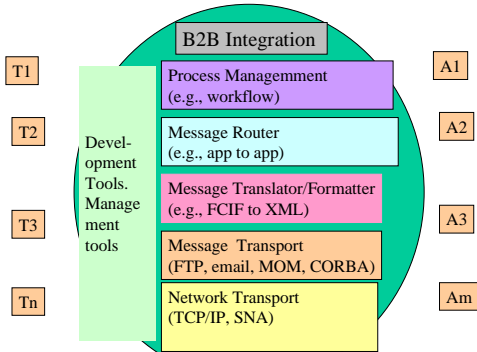 B2B Integration
T1
T2
T3
Tn
Devel-
opment
Tools.
Manage
ment
tools
Process Managemment
(e.g., workflow)
Message Router
(e.g., app to app)
Message Translator/Formatter
(e.g., FCIF to XML)
Message  Transport
(FTP, email, MOM, CORBA)
Network Transport
(TCP/IP, SNA)
A1
A2
A3
Am